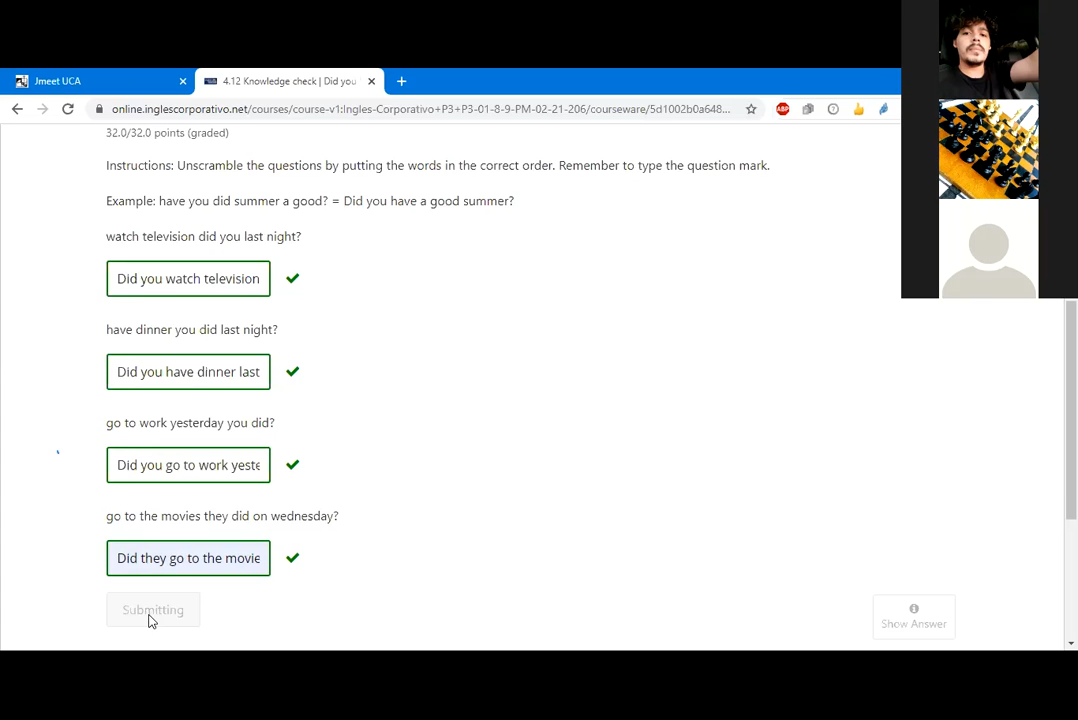 Jmeet UCA
4.12 Knowledge check | Did you
online.inglescorporativo.net/courses/course-v1:Ingles-Corporativo+P3+P3-01-8-9-PM-02-21-206/courseware/5d1002b0a648...
ABP
32.0/32.0 points (graded)
Instructions: Unscramble the questions by putting the words in the correct order. Remember to type the question mark.
Example: have you did summer a good? = Did you have a good summer?
watch television did you last night?
Did you watch television
have dinner you did last night?
Did you have dinner last
go to work yesterday you did?
Did you go to work yeste
go to the movies they did on wednesday?
Did they go to the movie
Submitting
Show Answer